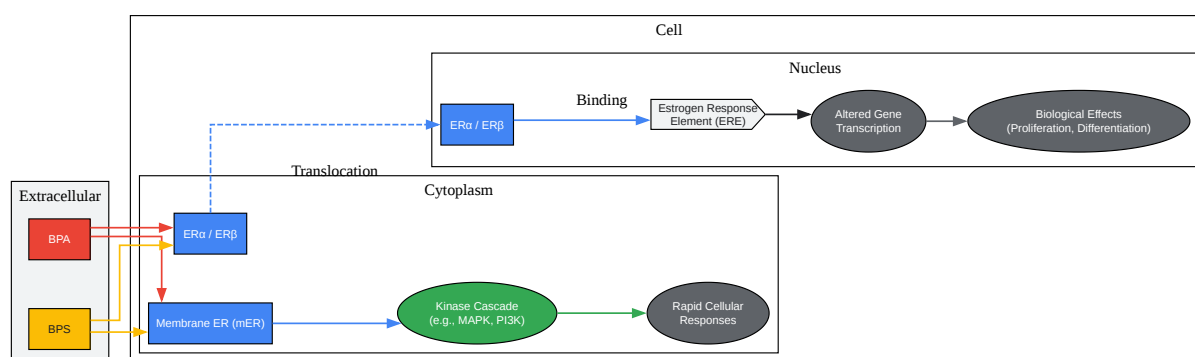 Cell
Nucleus
Binding
ERα / ERβ
Estrogen Response
Element (ERE)
Altered Gene
Transcription
Biological Effects
(Proliferation, Differentiation)
Translocation
Extracellular
Cytoplasm
BPA
ERα / ERβ
BPS
Membrane ER (mER)
Kinase Cascade
(e.g., MAPK, PI3K)
Rapid Cellular
Responses